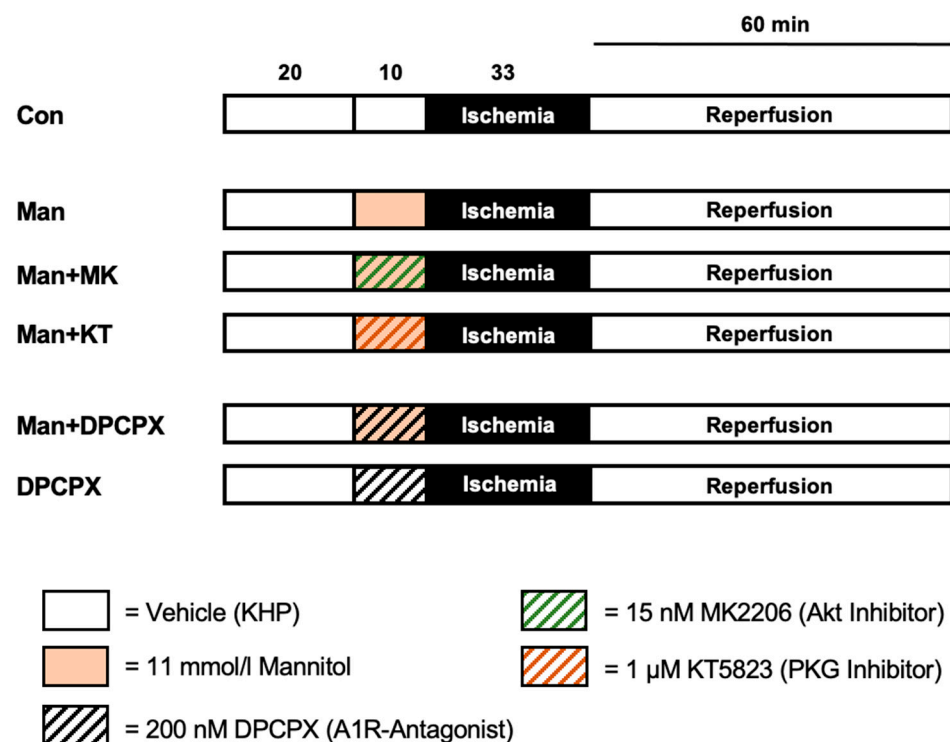 60 min
20 10 33
Con Ischemia Reperfusion
Man Ischemia Reperfusion
Man+MK Ischemia Reperfusion
Man+KT Ischemia Reperfusion
Man+DPCPX Ischemia Reperfusion
DPCPX Ischemia Reperfusion
= Vehicle (KHP)
= 15 nM MK2206 (Akt Inhibitor)
= 11 mmol/l Mannitol
= 1 µM KT5823 (PKG Inhibitor)
= 200 nM DPCPX (A1R-Antagonist)